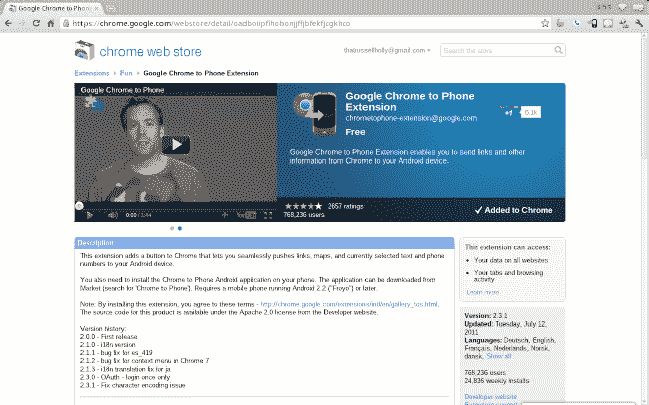 Google Chrome to Phon
https://chrome.google.com/webstore/detail/oadboiipflhobonjjffjbfekfjcgkhco
chrome web store
thatrussellholly@gmail.com
Search the store
Extensions Fun Google Chrome to Phone Extension
Google Chrome to Phone
0:00 / 1:44
Google Chrome to Phone
Extension
chrometophone-extension@google.com
Free
5.1k
Google Chrome to Phone Extension enables you to send links and other
information from Chrome to your Android device.
2657 ratings
768,236 users
Added to Chrome
Description
This extension adds a button to Chrome that lets you seamlessly pushes links, maps, and currently selected text and phone
numbers to your Android device.
You also need to install the Chrome to Phone Android application on your phone. The application can be downloaded from
Market (search for 'Chrome to Phone'). Requires a mobile phone running Android 2.2 ("Froyo") or later.
Note: By installing this extension, you agree to these terms - http://chrome.google.com/extensions/intl/en/gallery_tos.html.
The source code for this product is available under the Apache 2.0 license from the Developer website.
Version history:
2.0.0 - First release
2.1.0 - i18n version
2.1.1 - bug fix for es_419
2.1.2 - bug fix for context menu in Chrome 7
2.1.3 - i18n translation fix for ja
2.3.0 - OAuth - login once only
2.3.1 - Fix character encoding issue
This extension can access:
Your data on all websites
Your tabs and browsing
activity
Learn more
Version: 2.3.1
Updated: Tuesday, July 12,
2011
Languages: Deutsch, English,
Français, Nederlands, Norsk,
dansk, Show all
768,236 users
24,836 weekly installs
Developer website